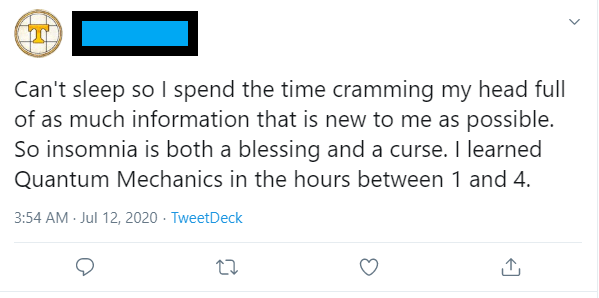 T
Can't sleep so I spend the time cramming my head full
of as much information that is new to me as possible.
So insomnia is both a blessing and a curse. I learned
Quantum Mechanics in the hours between 1 and 4.
3:54 AM · Jul 12, 2020 · TweetDeck